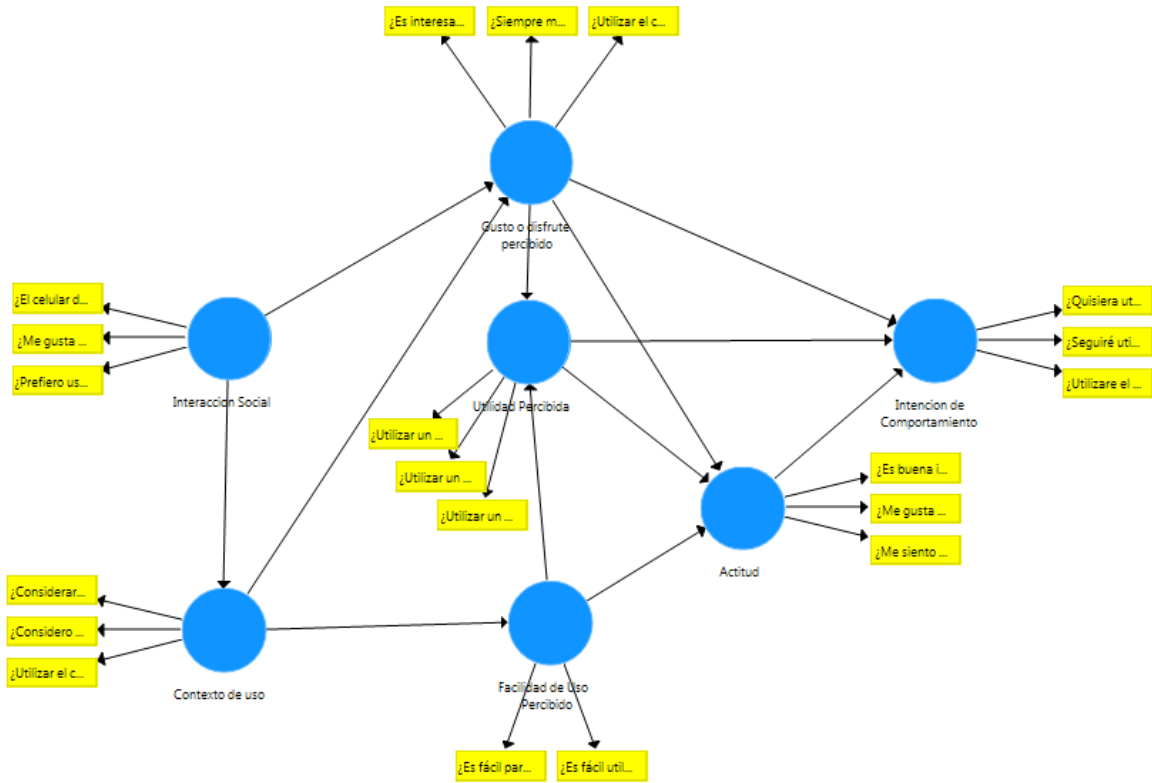 ¿Es interesa...
¿Siempre m...
¿Utilizar el c...
Gusto o disfrute
percibido
¿El celular d...
¿Me gusta ...
¿Prefiero us...
Interaccion Social
Utilidad Percibida
¿Utilizar un ...
¿Utilizar un ...
¿Utilizar un ...
¿Quisiera ut...
¿Seguiré uti...
¿Utilizare el ...
Intencion de
Comportamiento
¿Es buena i...
¿Me gusta ...
¿Me siento ...
Actitud
¿Considerar...
¿Considero ...
¿Utilizar el c...
Contexto de uso
Facilidad de Uso
Percibido
¿Es fácil par...
¿Es fácil util...